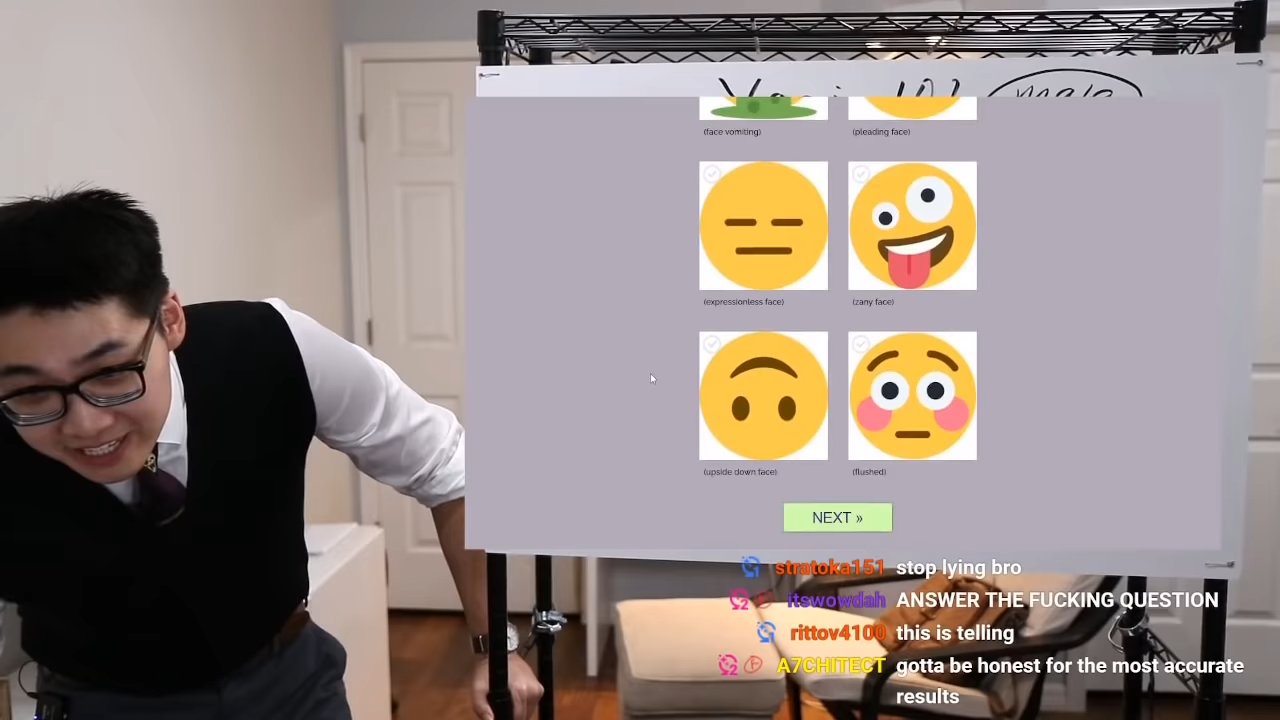 male
(face vomiting) (pleading face)
(expressionless face) (zany face)
(upside down face) (flushed)
NEXT »
stratoka151 stop lying bro
itswowdah ANSWER THE FUCKING QUESTION
rittov4100 this is telling
A7CHITECT gotta be honest for the most accurate
results